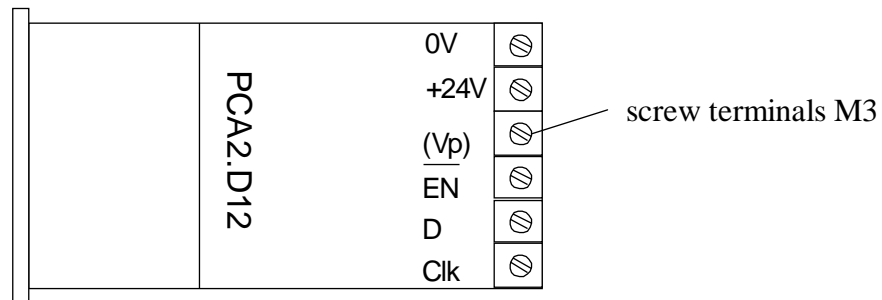 0V
+24V
(Vp)
EN
D
Clk
PCA2.D12
screw terminals M3